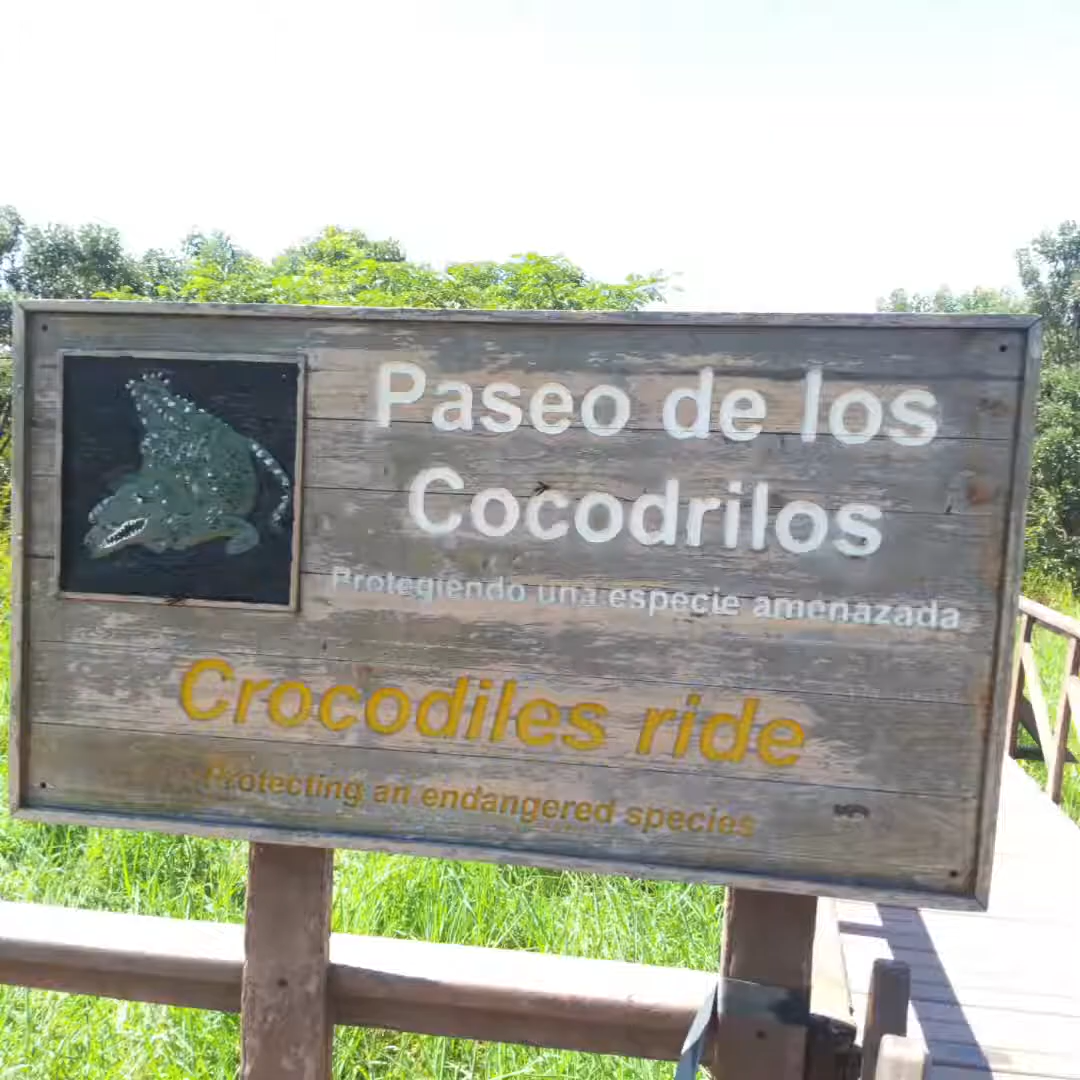 Paseo de los
Cocodrilos
Protegiendo una especie amenazada
Crocodiles ride
Protecting an endangered species